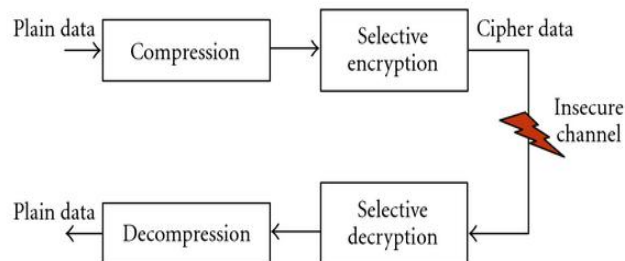 Plain data
Compression
Selective
encryption
Cipher data
Insecure
channel
Plain data
Decompression
Selective
decryption